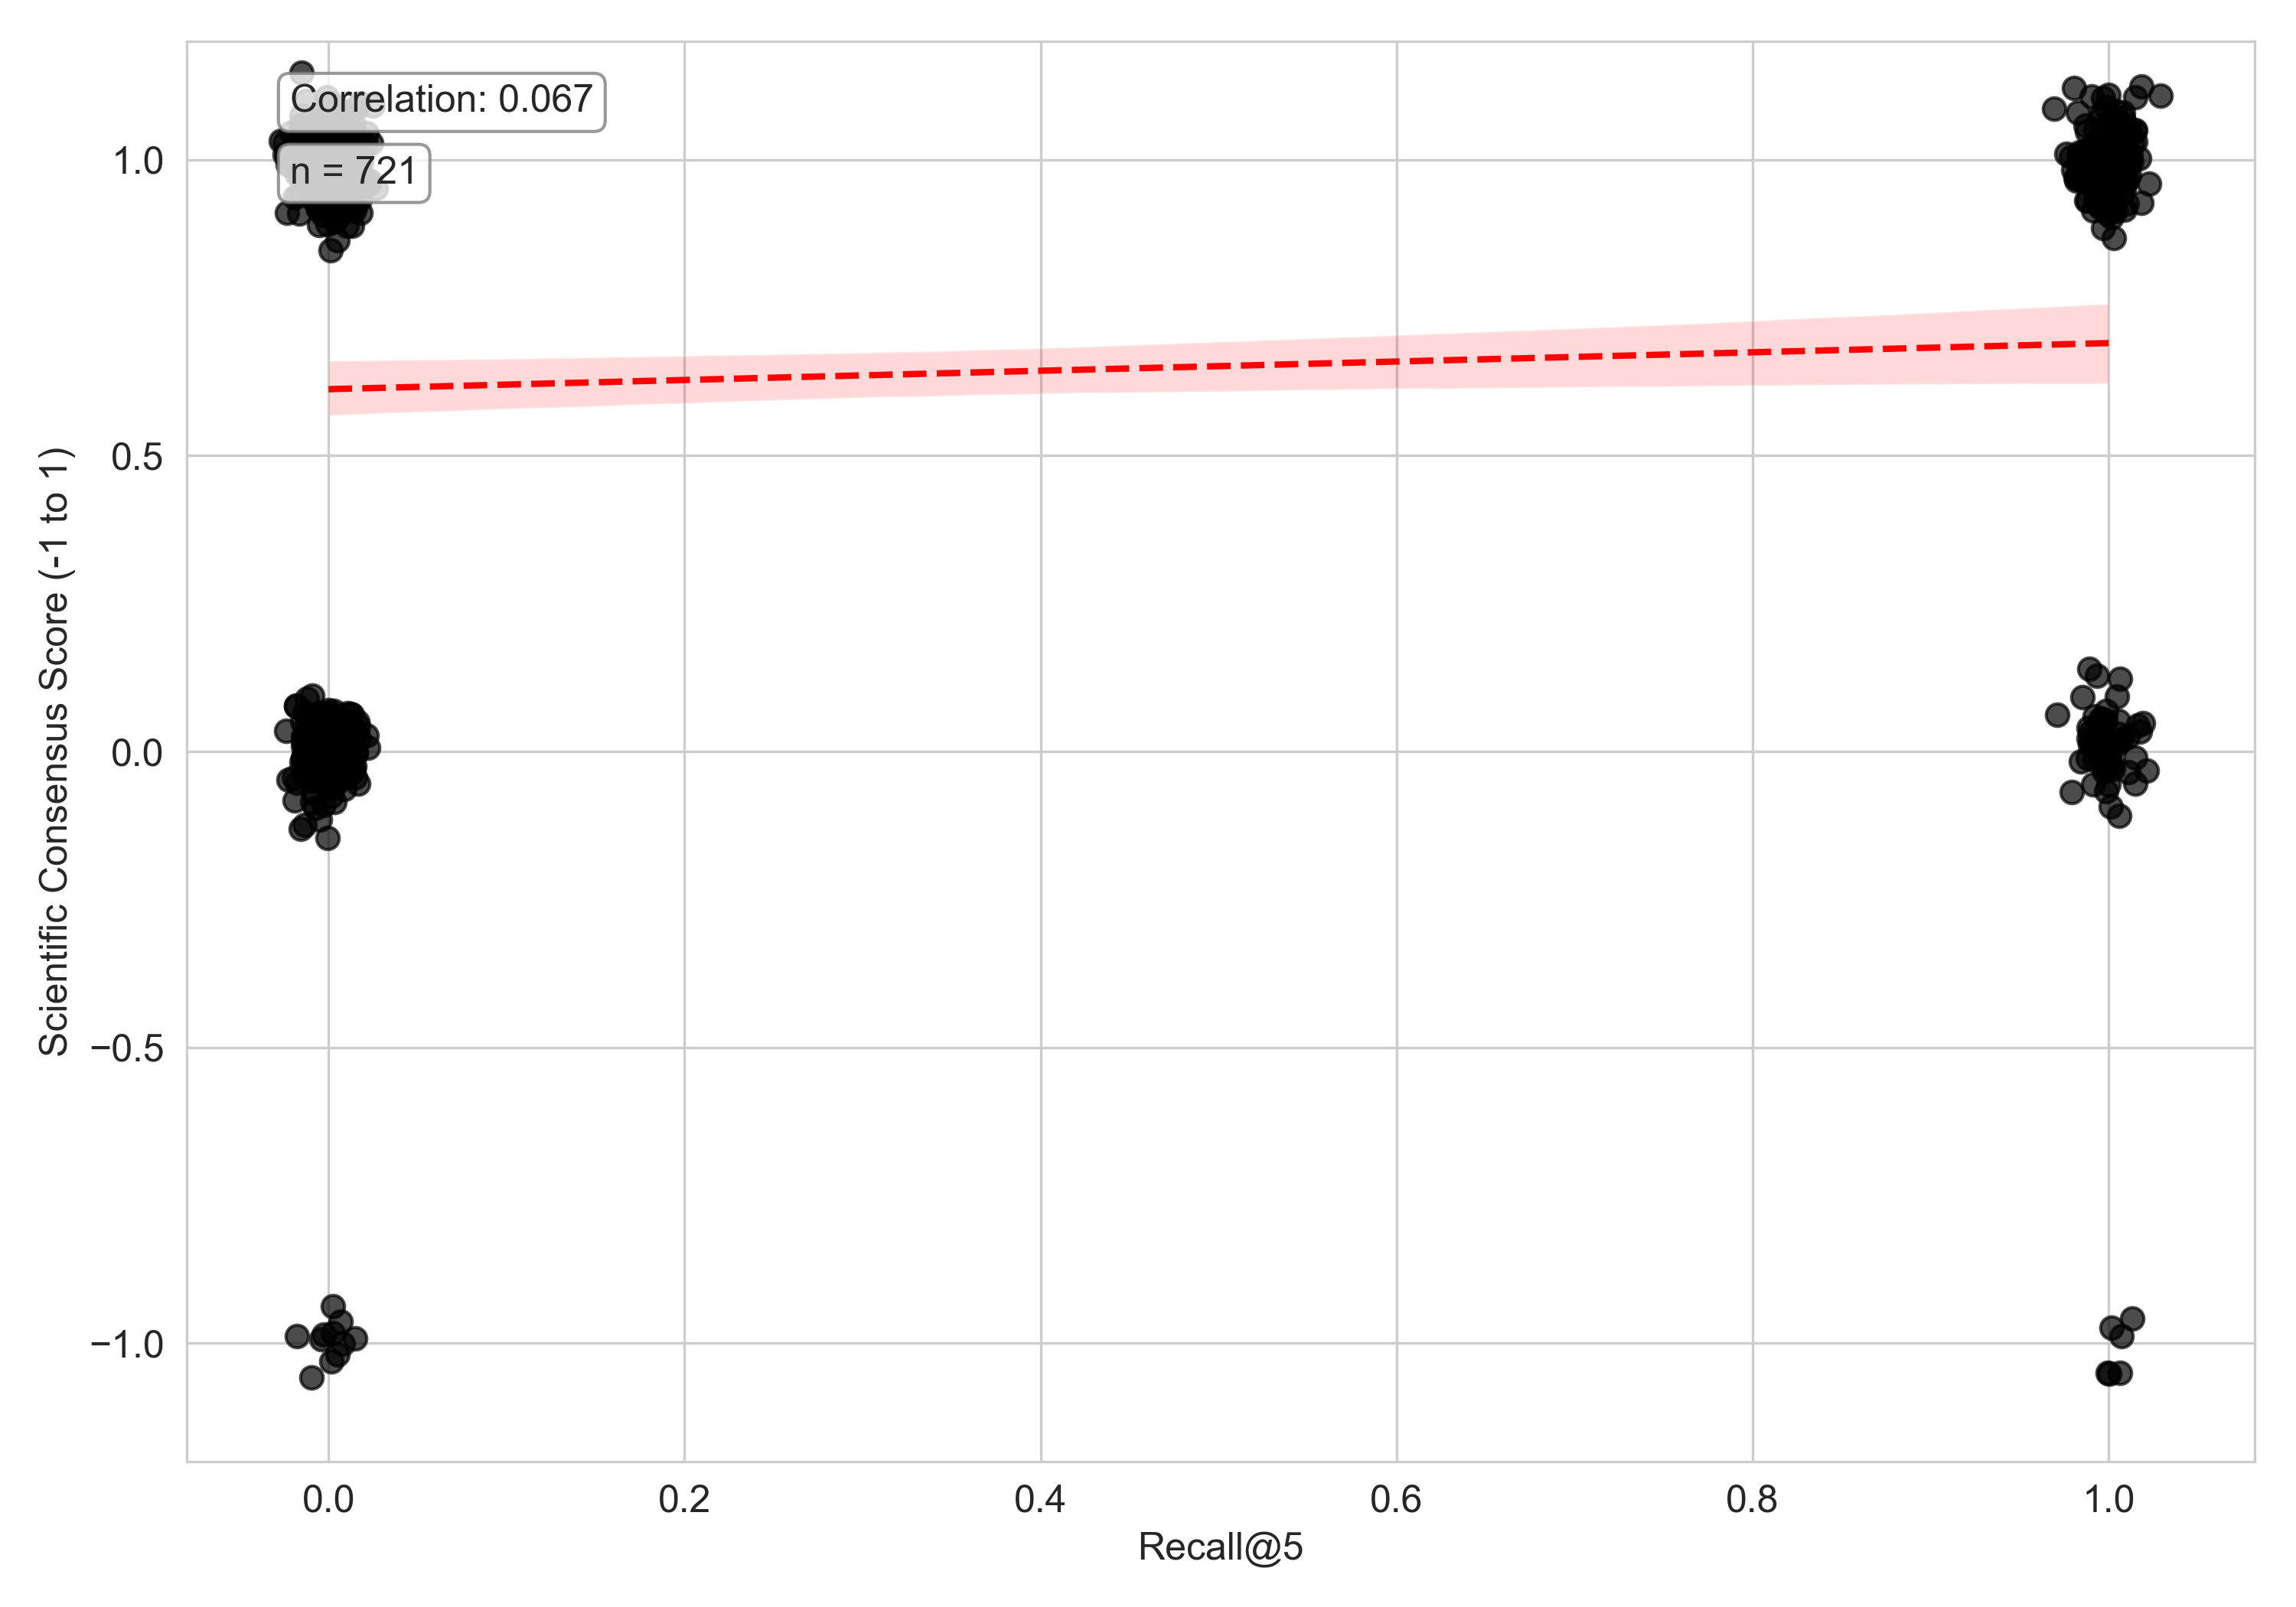 Correlation: 0.067
n = 721
Scientific Consensus Score (-1 to 1)
1.0
0.5
0.0
−0.5
−1.0
0.0 0.2 0.4 0.6 0.8 1.0
Recall@5